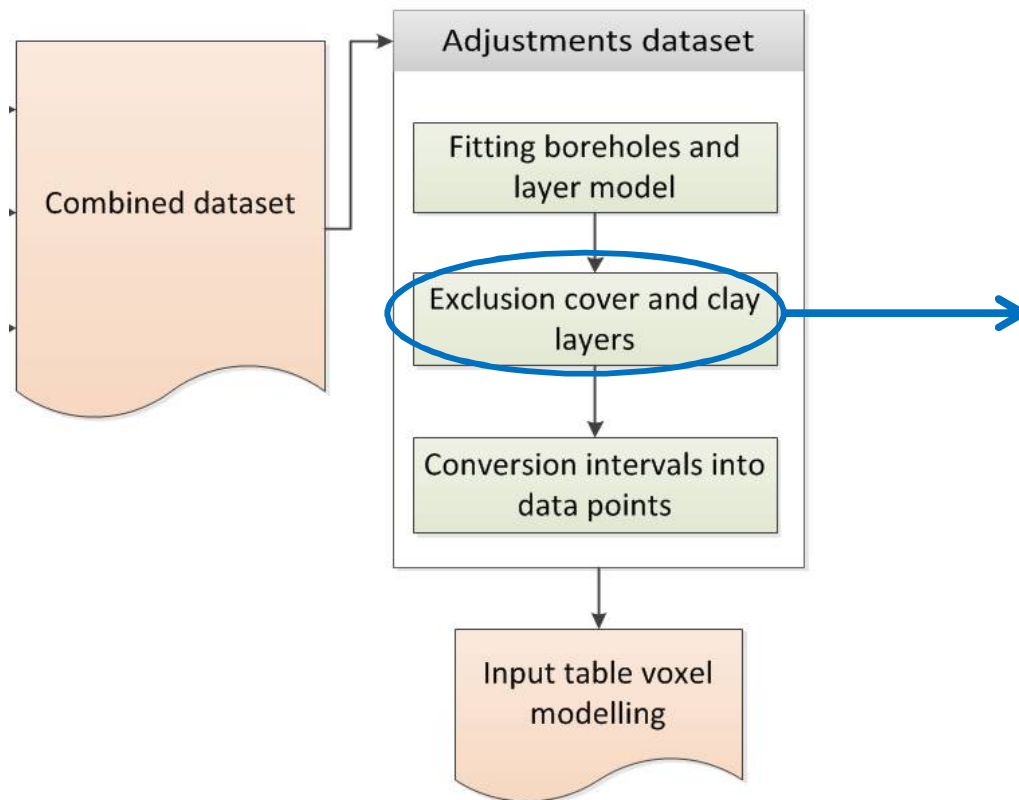 Adjustments dataset
Combined dataset
Fitting boreholes and
layer model
Exclusion cover and clay
layers
Conversion intervals into
data points
Input table voxel
modelling